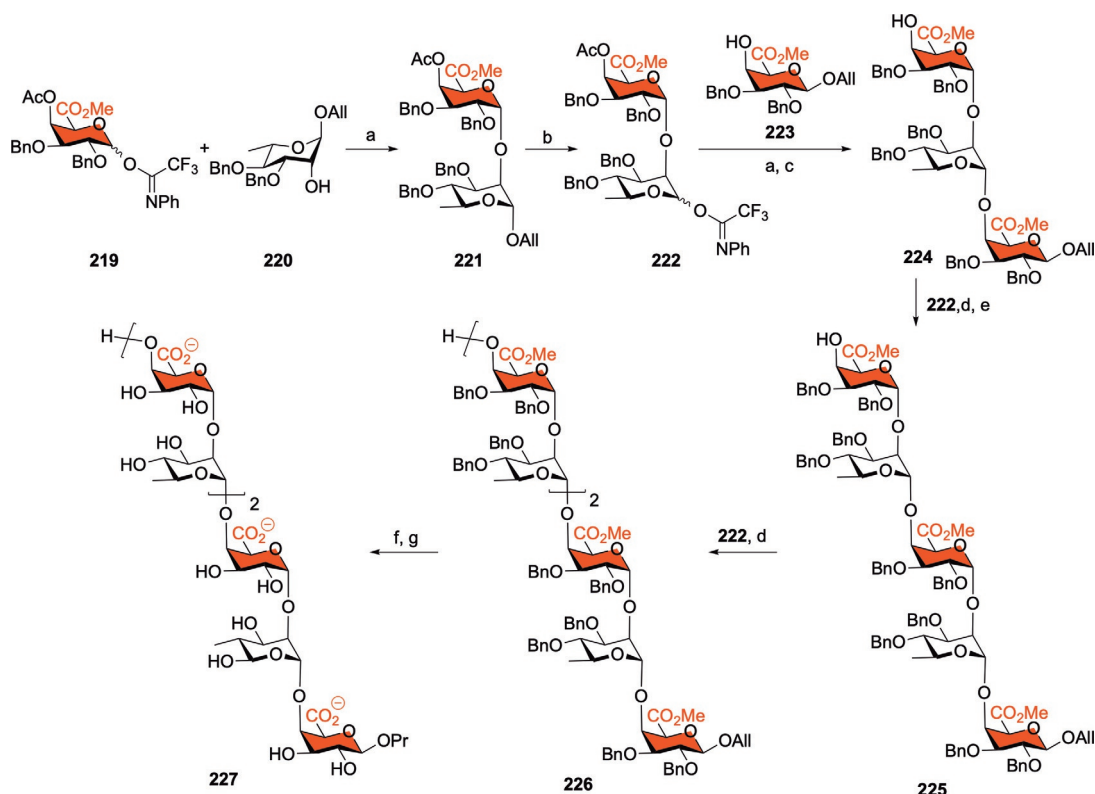 AcO
CO₂Me
O
BnO
BnO
O
CF₃
NPh
219
+
OAll
O
BnO
BnO
OH
220
a
AcO
CO₂Me
O
BnO
BnO
O
BnO
BnO
O
OAll
221
b
AcO
CO₂Me
O
BnO
BnO
O
BnO
BnO
O
O
CF₃
NPh
222
HO
CO₂Me
O
OAll
BnO
BnO
223
a, c
HO
CO₂Me
O
BnO
BnO
O
BnO
BnO
O
O
CO₂Me
O
OAll
BnO
BnO
224
222,d, e
HO
CO₂Me
O
BnO
BnO
O
BnO
BnO
O
O
CO₂Me
O
BnO
BnO
O
BnO
BnO
O
O
CO₂Me
O
OAll
BnO
BnO
225
222, d
H
O
CO₂Me
O
BnO
BnO
O
BnO
BnO
O
2
O
CO₂Me
O
BnO
BnO
O
BnO
BnO
O
O
CO₂Me
O
OAll
BnO
BnO
226
f, g
H
O
CO₂⊖
O
HO
HO
O
HO
HO
O
2
O
CO₂⊖
O
HO
HO
O
HO
HO
O
O
CO₂⊖
O
OPr
HO
HO
227